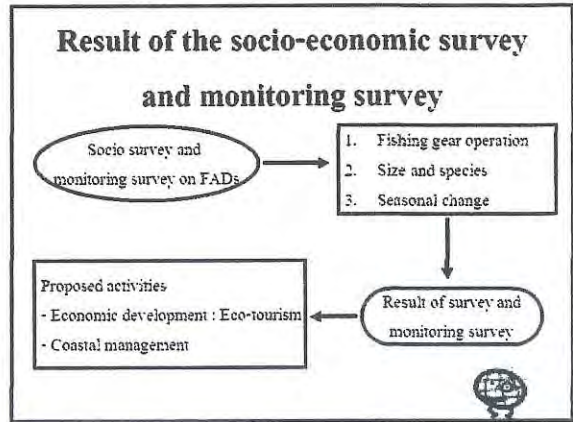 Result of the socio-economic survey
and monitoring survey
Socio survey and
monitoring survey on FADs
1. Fishing gear operation
2. Size and species
3. Seasonal change
Result of survey and
monitoring survey
Proposed activities
- Economic development : Eco-tourism
- Coastal management